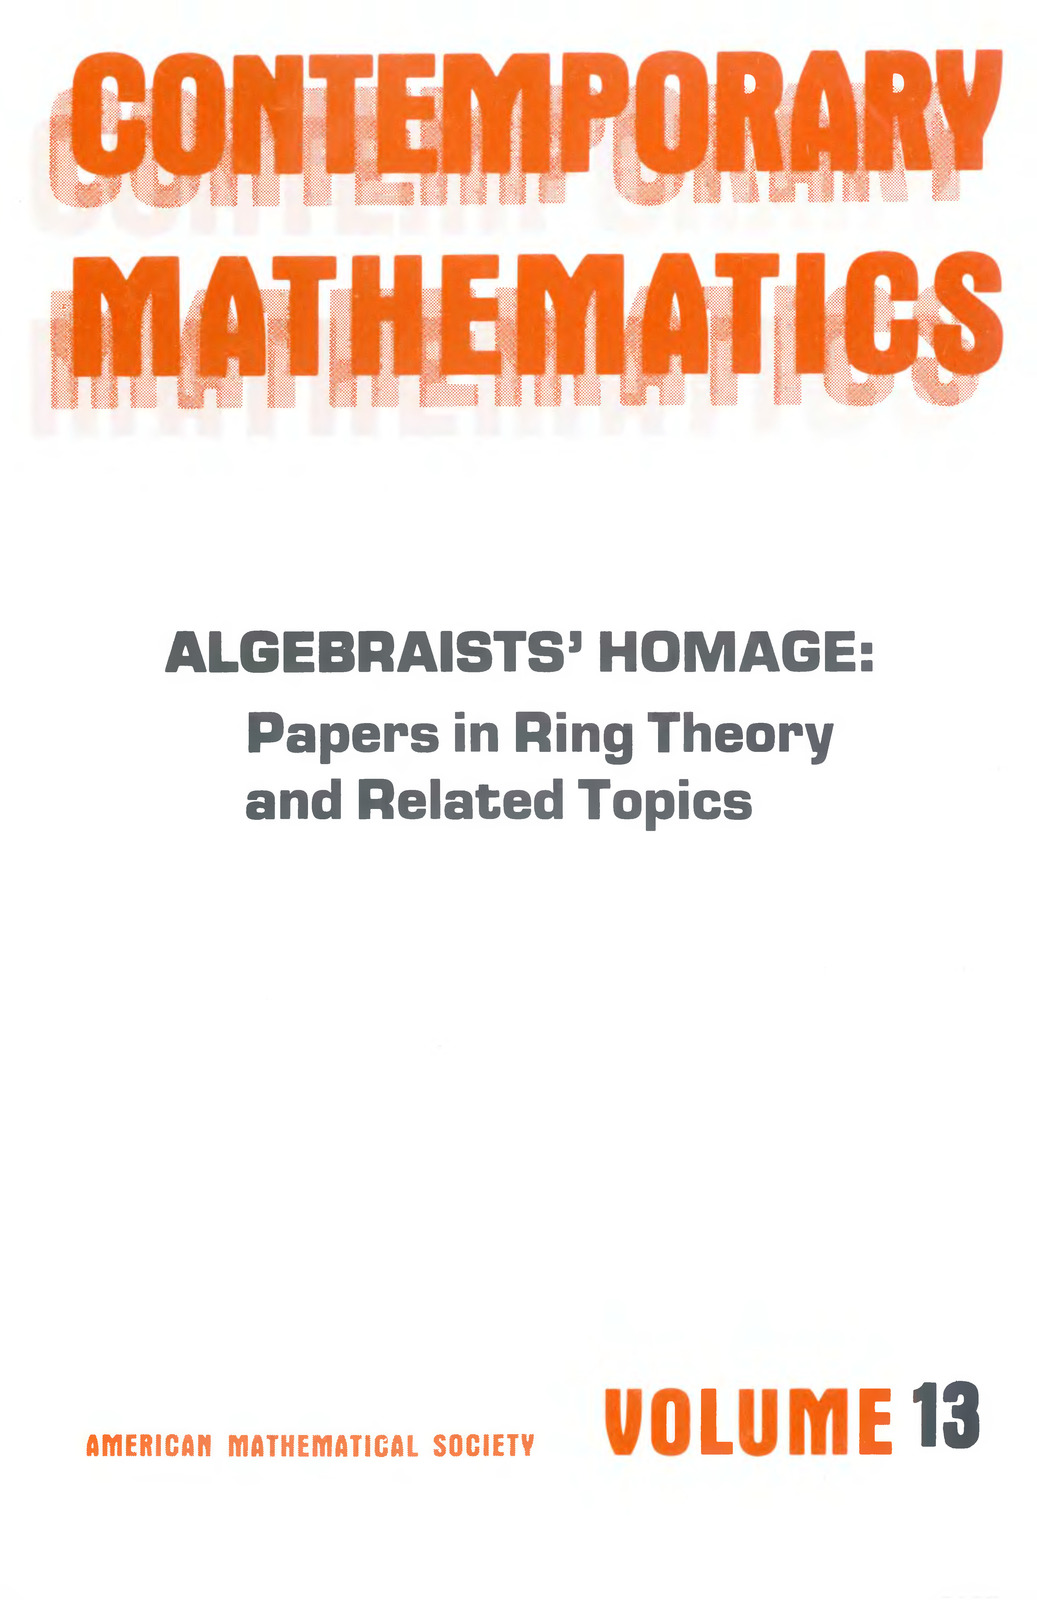 CONTEMPORARY
MATHEMATICS
ALGEBRAISTS' HOMAGE:
Papers in Ring Theory
and Related Topics
AMERICAN MATHEMATICAL SOCIETY
VOLUME 13